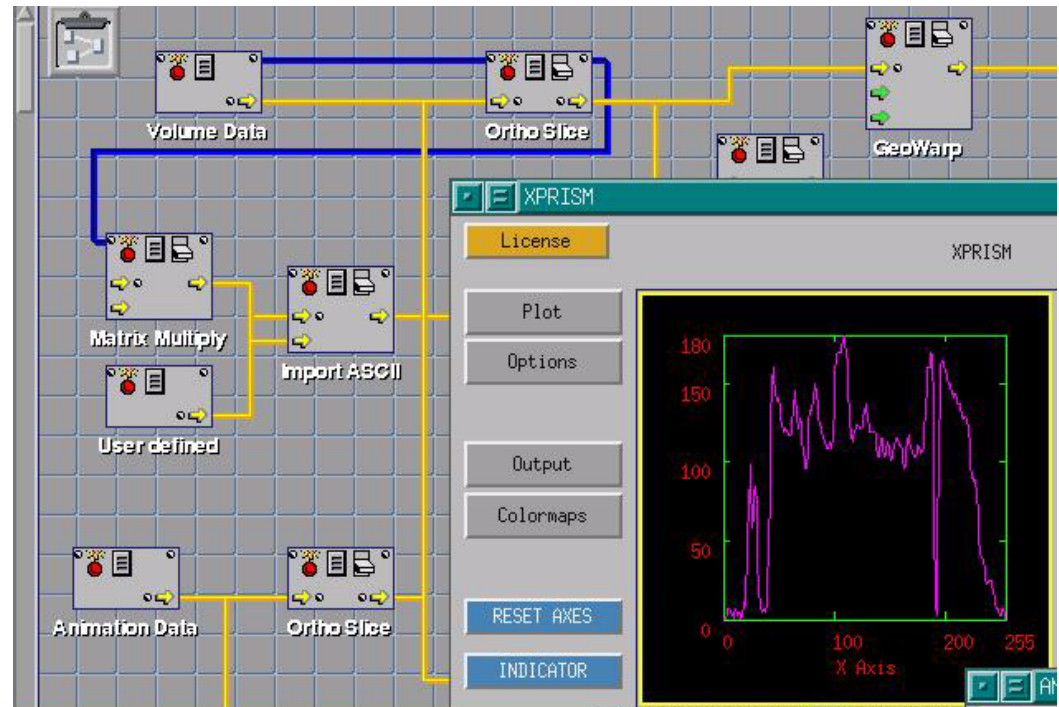 Volume Data
Ortho Slice
GeoWarp
Matrix Multiply
Import ASCII
User defined
Animation Data
Ortho Slice
XPRISM
License
XPRISM
Plot
Options
Output
Colormaps
RESET AXES
INDICATOR
180
150
100
50
0
0 100 200 255
X Axis
AN